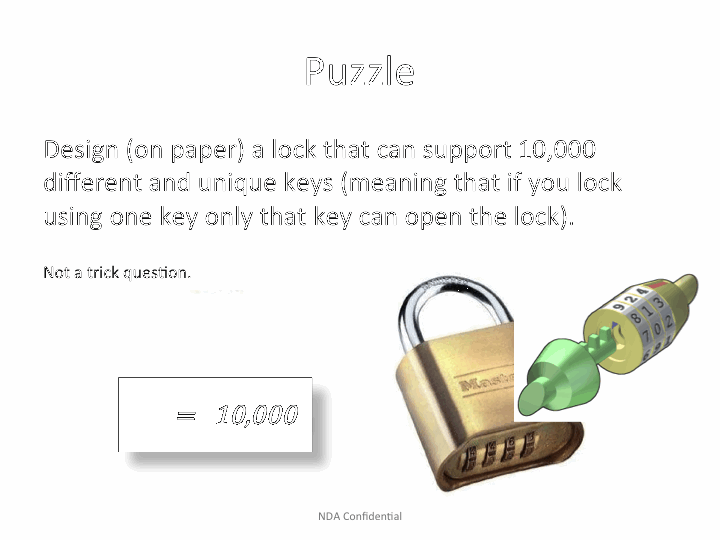 Puzzle
Design (on paper) a lock that can support 10,000
different and unique keys (meaning that if you lock
using one key only that key can open the lock).
Not a trick question.
= 10,000
9 2 4
8 1 3
7 0 2
NDA Confidential